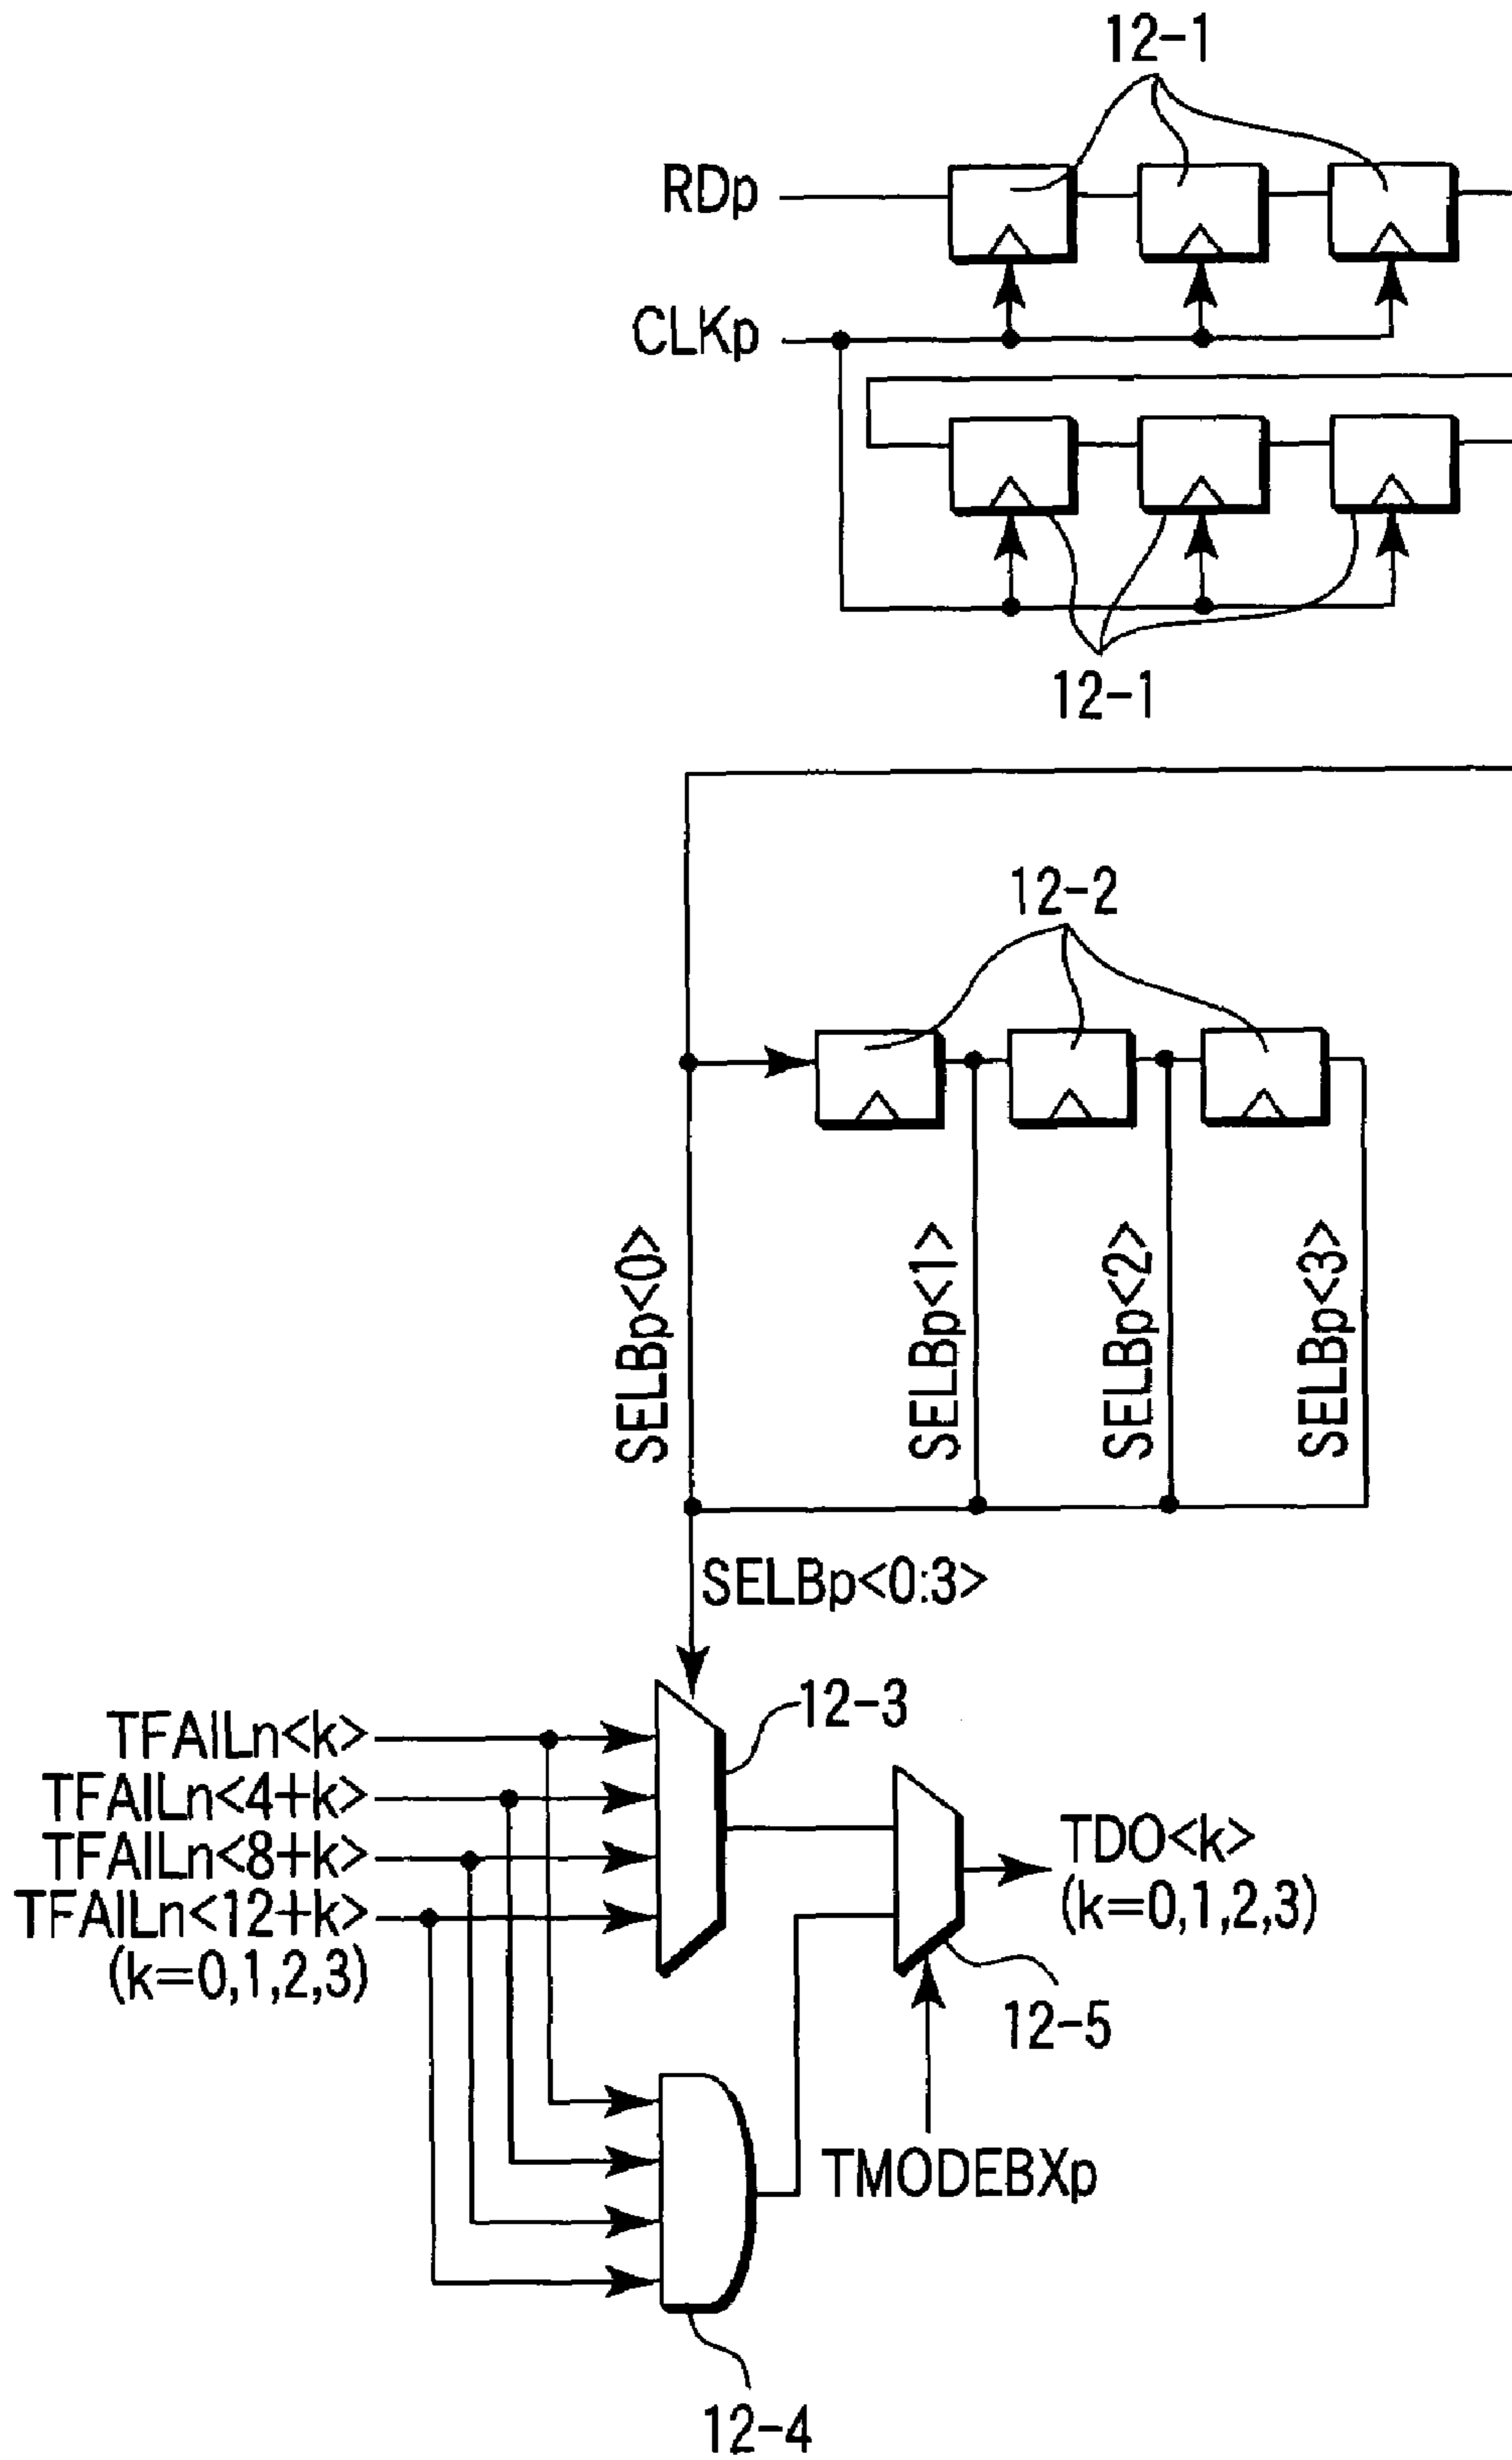 12-1
RDp
CLKp
12-1
12-2
SELBp<0>
SELBp<1>
SELBp<2>
SELBp<3>
SELBp<0:3>
12-3
TFAILn<k>
TFAILn<4+k>
TFAILn<8+k>
TFAILn<12+k>
(k=0,1,2,3)
TDO<k>
(k=0,1,2,3)
12-5
TMODEBXp
12-4